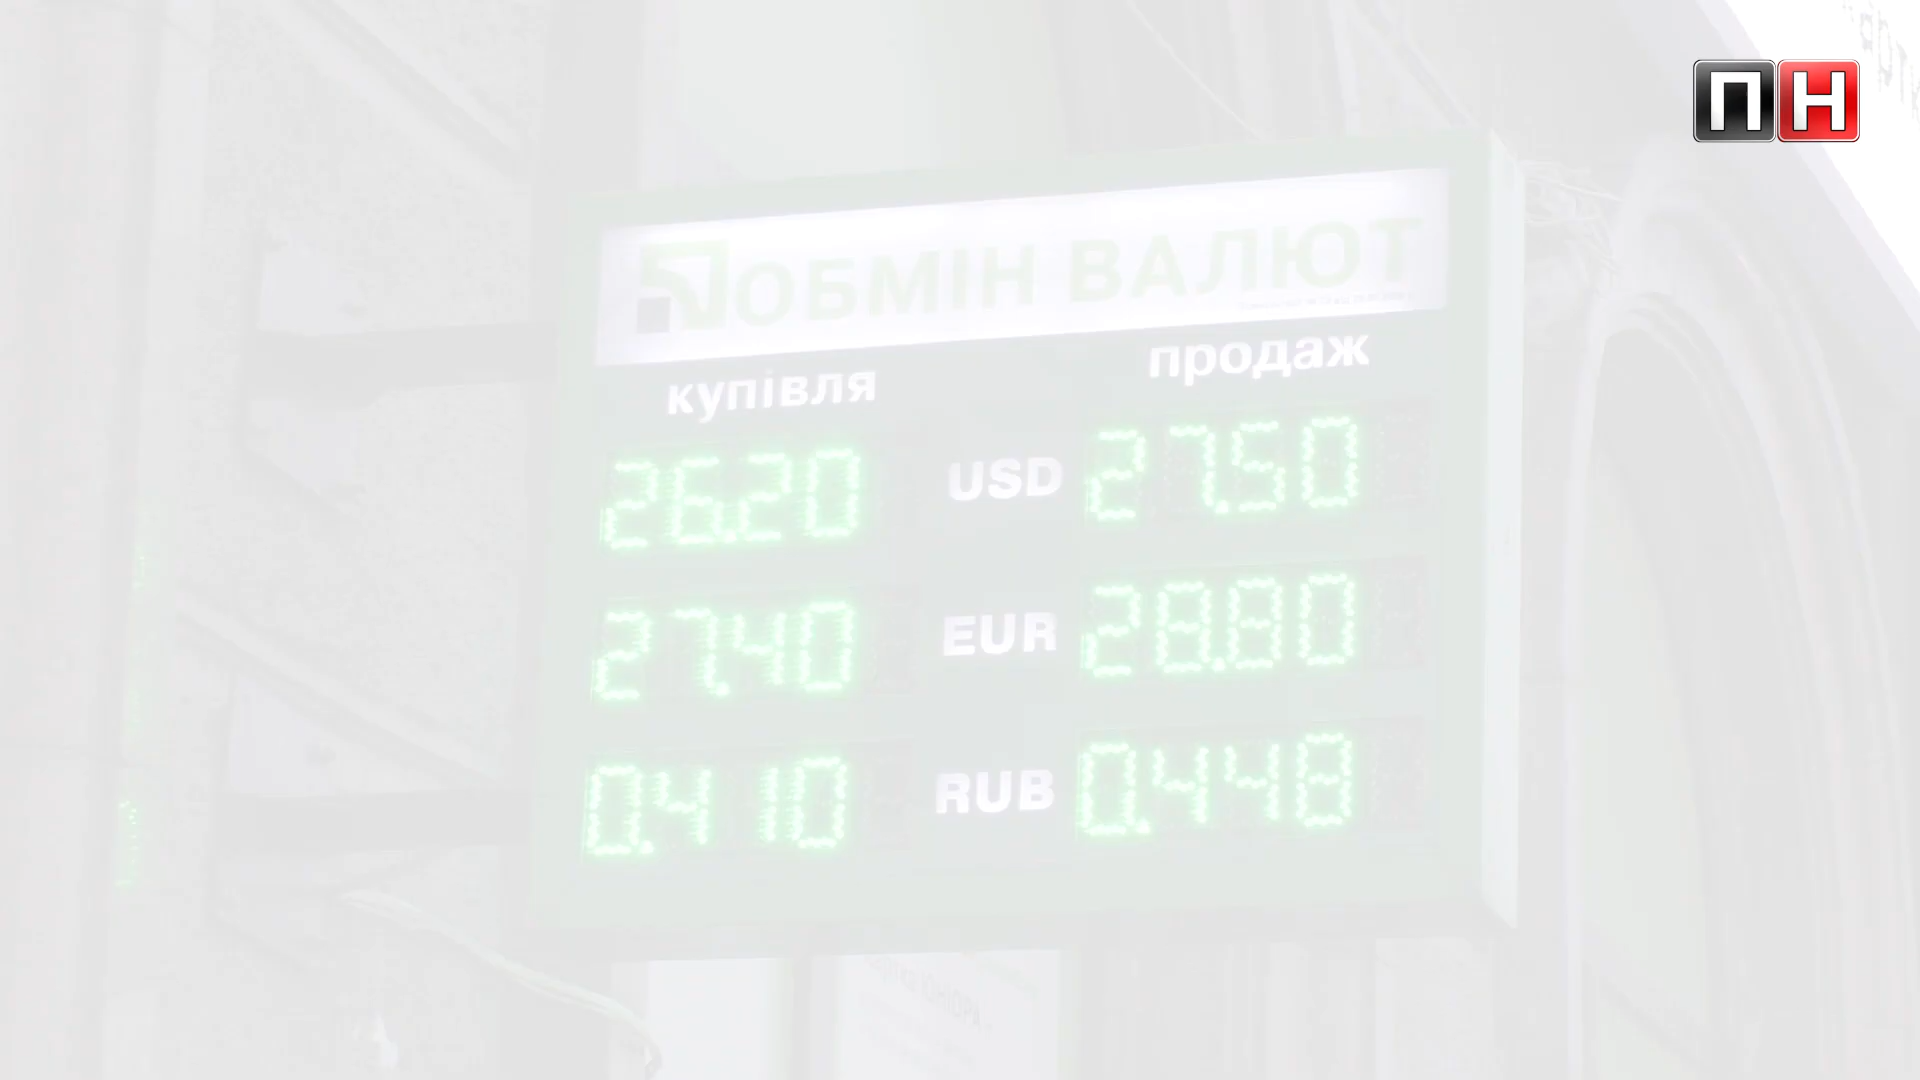 ПН
ОБМІН ВАЛЮТ
купівля продаж
26.20 USD 27.50
27.40 EUR 28.80
0.410 RUB 0.448